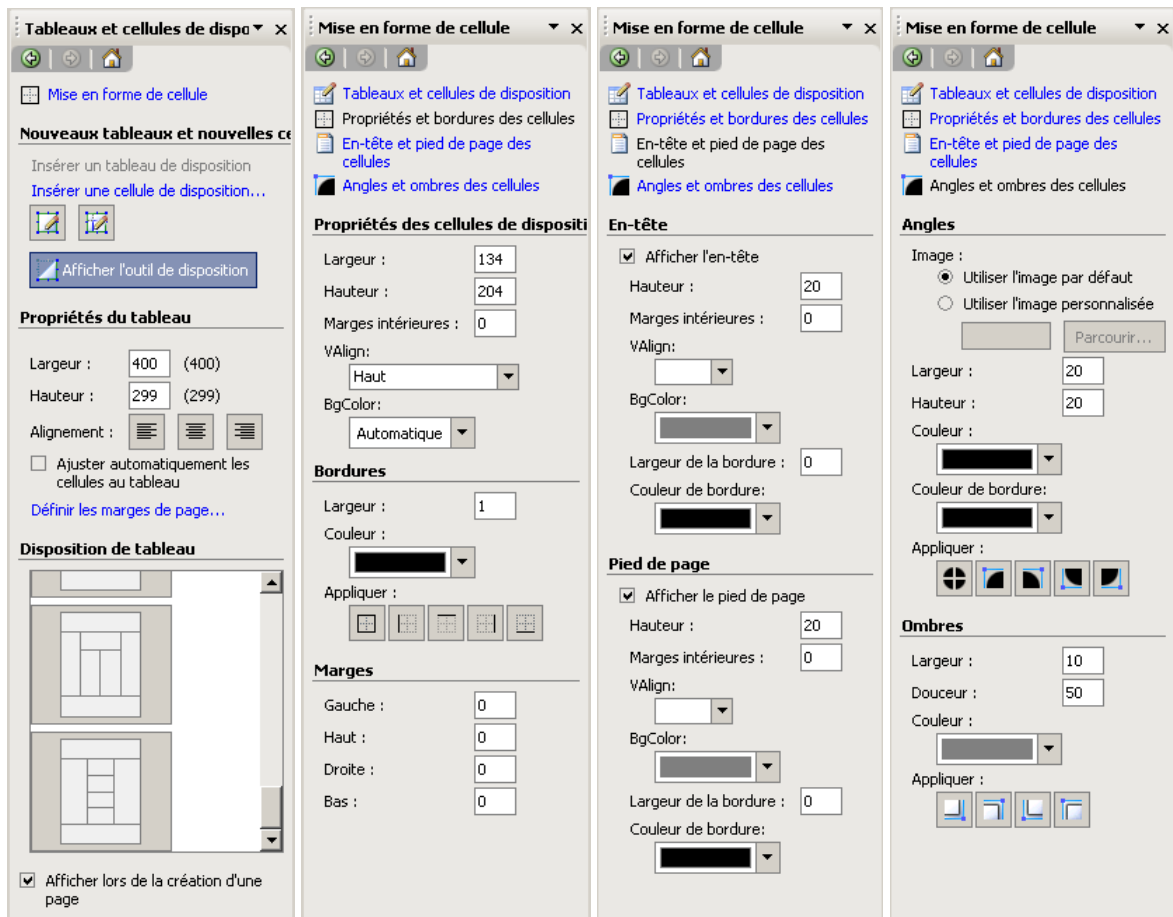 Tableaux et cellules de dispo
Mise en forme de cellule
Nouveaux tableaux et nouvelles ce
Insérer un tableau de disposition
Insérer une cellule de disposition...
Afficher l'outil de disposition
Propriétés du tableau
Largeur : 400 (400)
Hauteur : 299 (299)
Alignement :
Ajuster automatiquement les
cellules au tableau
Définir les marges de page...
Disposition de tableau
Afficher lors de la création d'une
page
Mise en forme de cellule
Tableaux et cellules de disposition
Propriétés et bordures des cellules
En-tête et pied de page des
cellules
Angles et ombres des cellules
Propriétés des cellules de dispositi
Largeur : 134
Hauteur : 204
Marges intérieures : 0
VAlign:
Haut
BgColor:
Automatique
Bordures
Largeur : 1
Couleur :
Appliquer :
Marges
Gauche : 0
Haut : 0
Droite : 0
Bas : 0
Mise en forme de cellule
Tableaux et cellules de disposition
Propriétés et bordures des cellules
En-tête et pied de page des
cellules
Angles et ombres des cellules
En-tête
Afficher l'en-tête
Hauteur : 20
Marges intérieures : 0
VAlign:
BgColor:
Largeur de la bordure : 0
Couleur de bordure:
Pied de page
Afficher le pied de page
Hauteur : 20
Marges intérieures : 0
VAlign:
BgColor:
Largeur de la bordure : 0
Couleur de bordure:
Mise en forme de cellule
Tableaux et cellules de disposition
Propriétés et bordures des cellules
En-tête et pied de page des
cellules
Angles et ombres des cellules
Angles
Image :
Utiliser l'image par défaut
Utiliser l'image personnalisée
Parcourir...
Largeur : 20
Hauteur : 20
Couleur :
Couleur de bordure:
Appliquer :
Ombres
Largeur : 10
Douceur : 50
Couleur :
Appliquer :